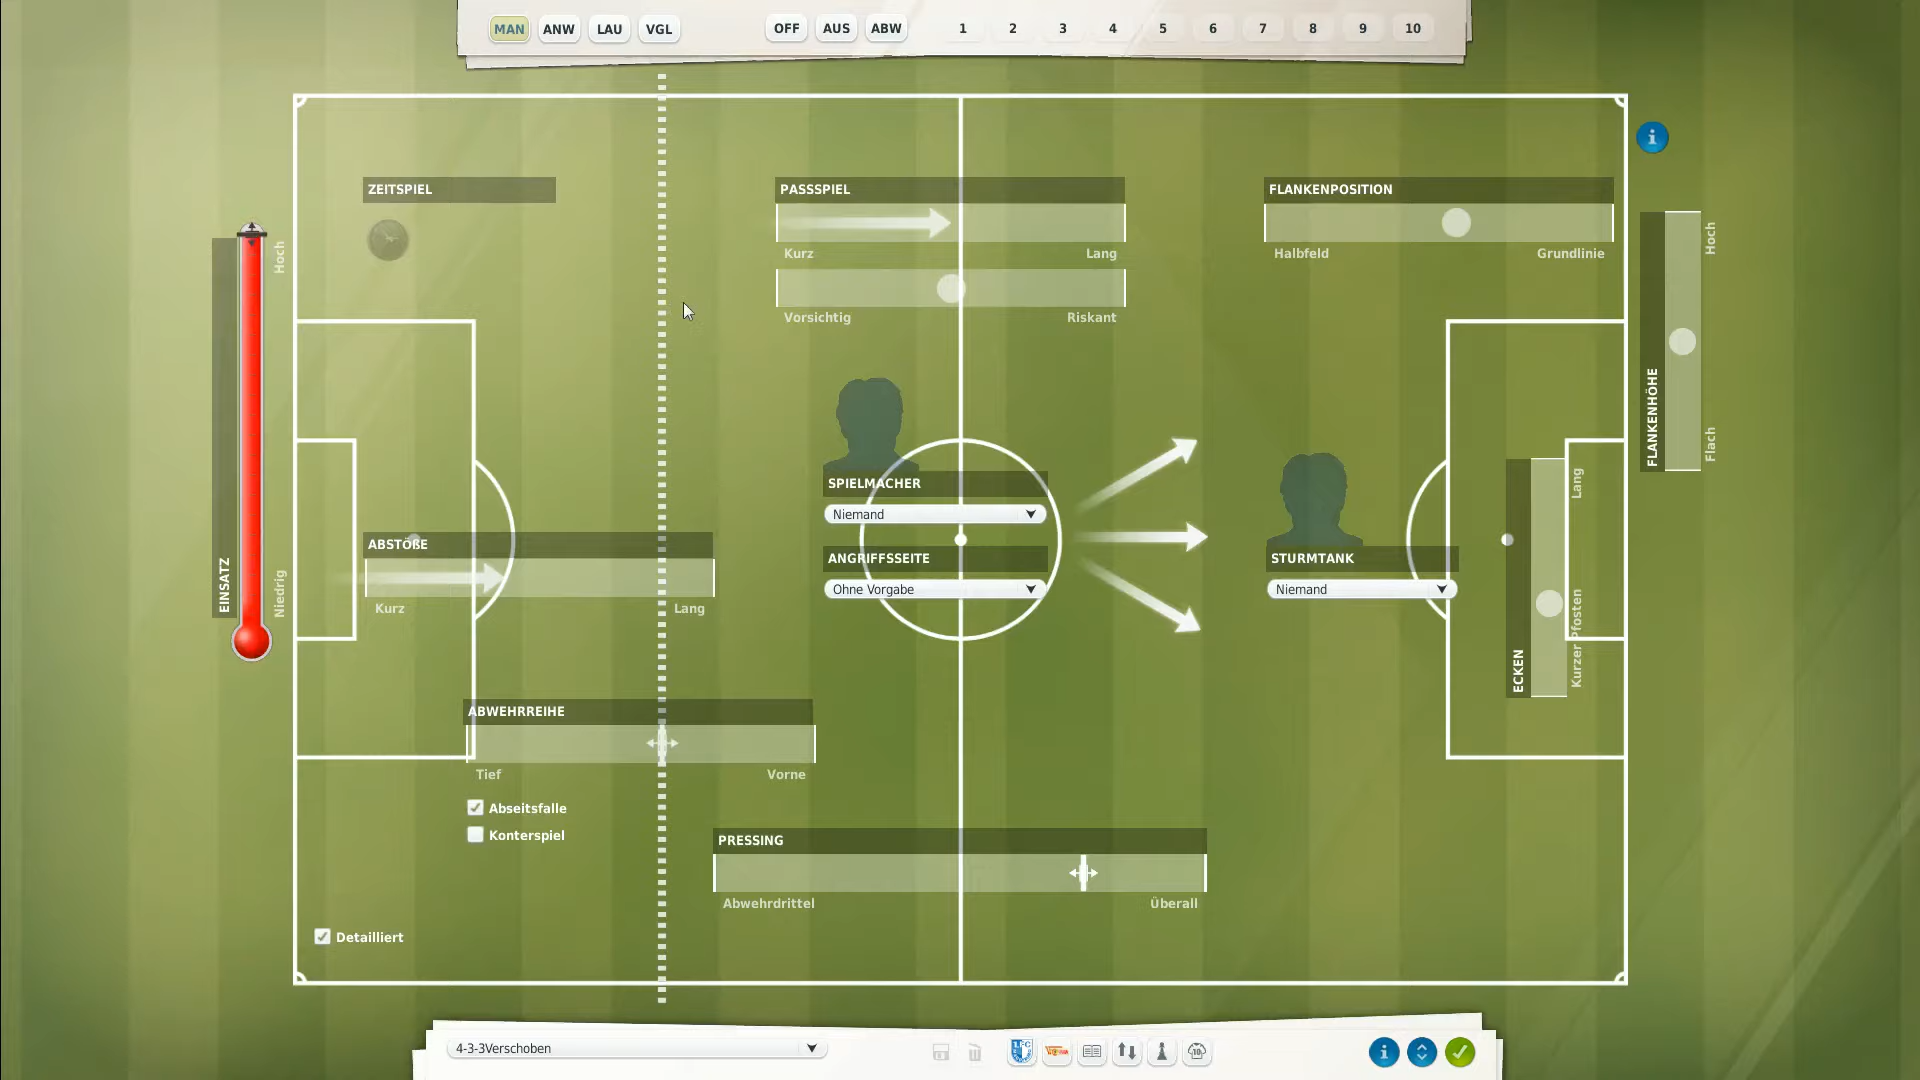 MAN ANW LAU VGL OFF AUS ABW 1 2 3 4 5 6 7 8 9 10
ZEITSPIEL
PASSSPIEL
Kurz Lang
Vorsichtig Riskant
FLANKENPOSITION
Halbfeld Grundlinie
EINSATZ
Hoch
Niedrig
FLANKENHÖHE
Hoch
Flach
SPIELMACHER
Niemand
ANGRIFFSSEITE
Ohne Vorgabe
STURMTANK
Niemand
ABSTÖßE
Kurz Lang
ECKEN
Lang
Kurzer Pfosten
ABWEHRREIHE
Tief Vorne
Abseitsfalle
Konterspiel
PRESSING
Abwehrdrittel Überall
Detailliert
4-3-3Verschoben
10